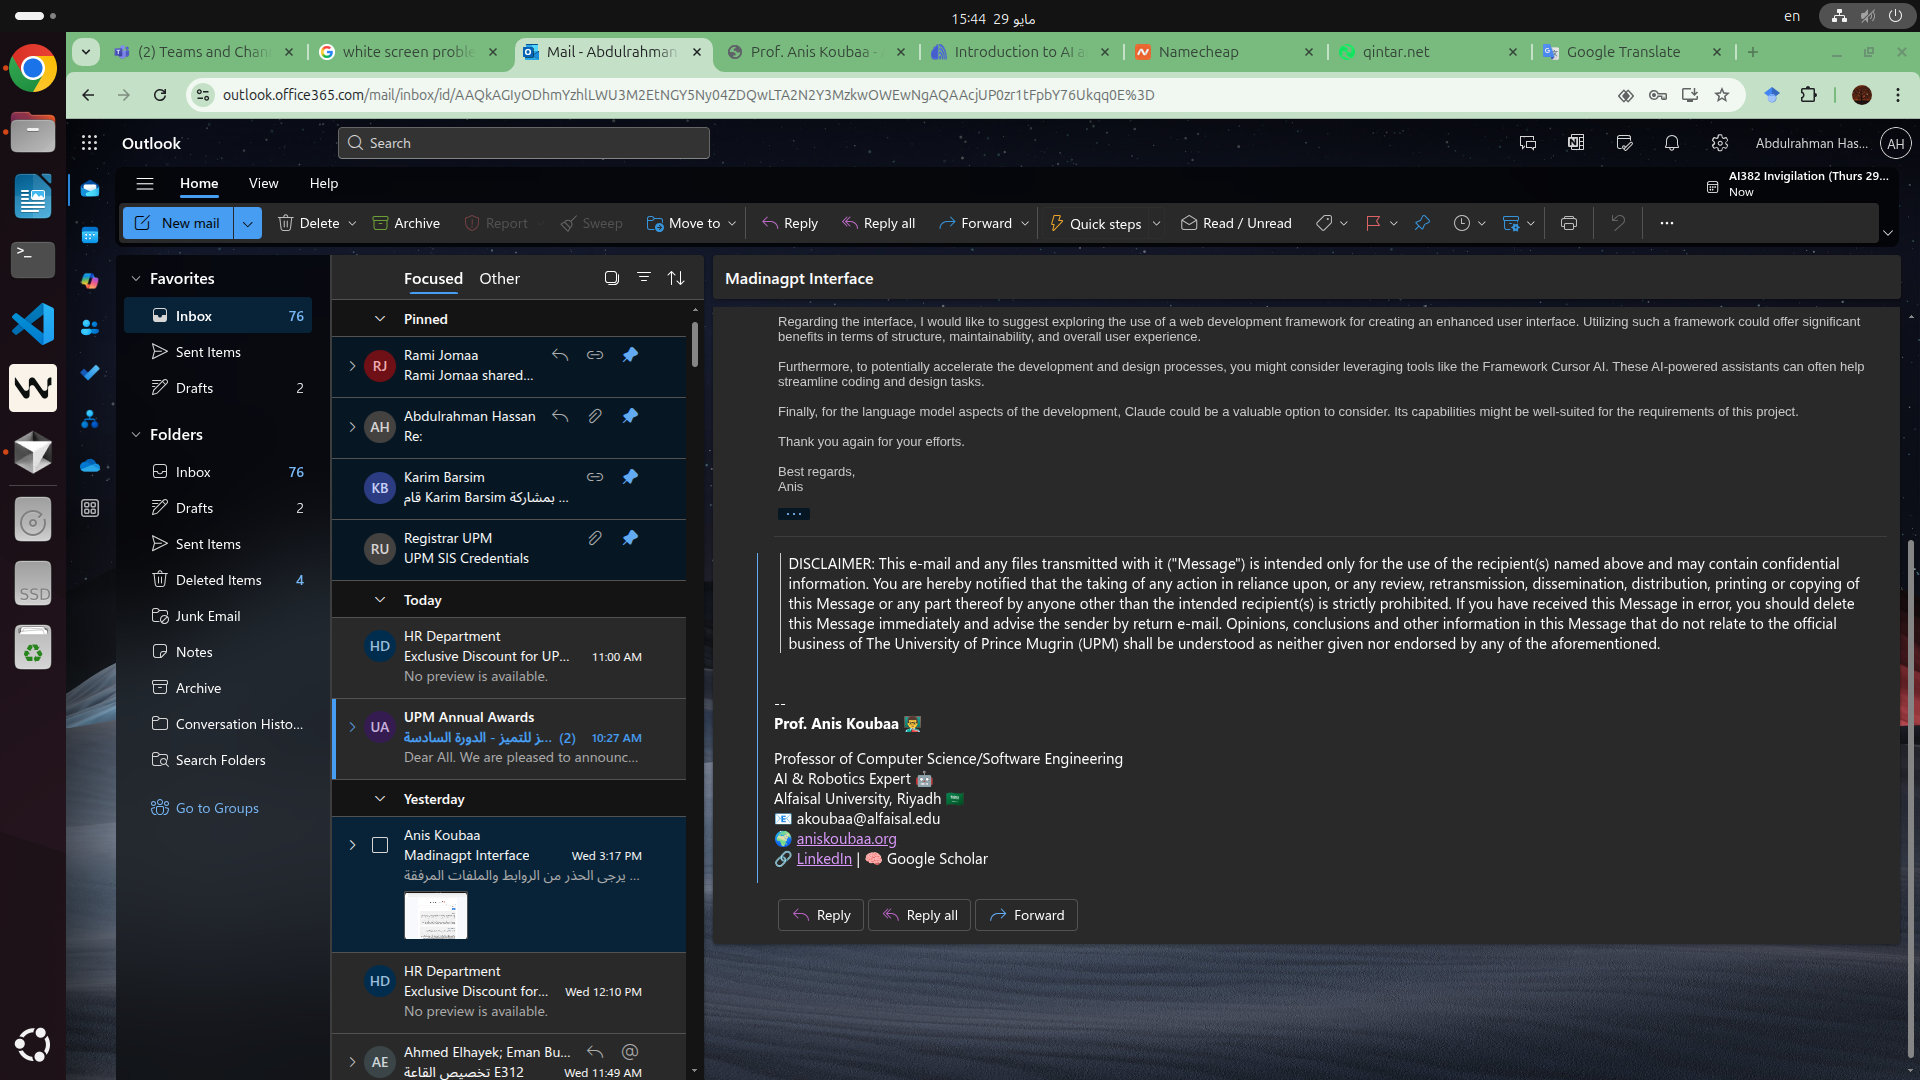 مايو 29 15:44
en
(2) Teams and Chan
white screen proble
Mail - Abdulrahman
Prof. Anis Koubaa -
Introduction to AI a
Namecheap
qintar.net
Google Translate
outlook.office365.com/mail/inbox/id/AAQkAGIyODhmYzhlLWU3M2EtNGY5Ny04ZDQwLTA2N2Y3MzkwOWEwNgAQAAcjUP0zr1tFpbY76Ukqq0E%3D
Outlook
Search
Abdulrahman Has...
AH
Home
View
Help
AI382 Invigilation (Thurs 29...
Now
New mail
Delete
Archive
Report
Sweep
Move to
Reply
Reply all
Forward
Quick steps
Read / Unread
Favorites
Inbox 76
Sent Items
Drafts 2
Folders
Inbox 76
Drafts 2
Sent Items
Deleted Items 4
Junk Email
Notes
Archive
Conversation Histo...
Search Folders
Go to Groups
SSD
Focused
Other
Pinned
RJ
Rami Jomaa
Rami Jomaa shared...
AH
Abdulrahman Hassan
Re:
KB
Karim Barsim
قام Karim Barsim بمشاركة ...
RU
Registrar UPM
UPM SIS Credentials
Today
HD
HR Department
Exclusive Discount for UP... 11:00 AM
No preview is available.
UA
UPM Annual Awards
...ز للتميز - الدورة السادسة (2) 10:27 AM
Dear All. We are pleased to announc...
Yesterday
Anis Koubaa
Madinagpt Interface Wed 3:17 PM
يرجى الحذر من الروابط والملفات المرفقة ...
HD
HR Department
Exclusive Discount for... Wed 12:10 PM
No preview is available.
AE
Ahmed Elhayek; Eman Bu...
تخصيص القاعة E312 Wed 11:49 AM
Madinagpt Interface
Regarding the interface, I would like to suggest exploring the use of a web development framework for creating an enhanced user interface. Utilizing such a framework could offer significant
benefits in terms of structure, maintainability, and overall user experience.
Furthermore, to potentially accelerate the development and design processes, you might consider leveraging tools like the Framework Cursor AI. These AI-powered assistants can often help
streamline coding and design tasks.
Finally, for the language model aspects of the development, Claude could be a valuable option to consider. Its capabilities might be well-suited for the requirements of this project.
Thank you again for your efforts.
Best regards,
Anis
DISCLAIMER: This e-mail and any files transmitted with it ("Message") is intended only for the use of the recipient(s) named above and may contain confidential
information. You are hereby notified that the taking of any action in reliance upon, or any review, retransmission, dissemination, distribution, printing or copying of
this Message or any part thereof by anyone other than the intended recipient(s) is strictly prohibited. If you have received this Message in error, you should delete
this Message immediately and advise the sender by return e-mail. Opinions, conclusions and other information in this Message that do not relate to the official
business of The University of Prince Mugrin (UPM) shall be understood as neither given nor endorsed by any of the aforementioned.
--
Prof. Anis Koubaa 👨‍🏫
Professor of Computer Science/Software Engineering
AI & Robotics Expert 🤖
Alfaisal University, Riyadh 🇸🇦
📧 akoubaa@alfaisal.edu
🌍 aniskoubaa.org
🔗 LinkedIn | 🧠 Google Scholar
Reply
Reply all
Forward